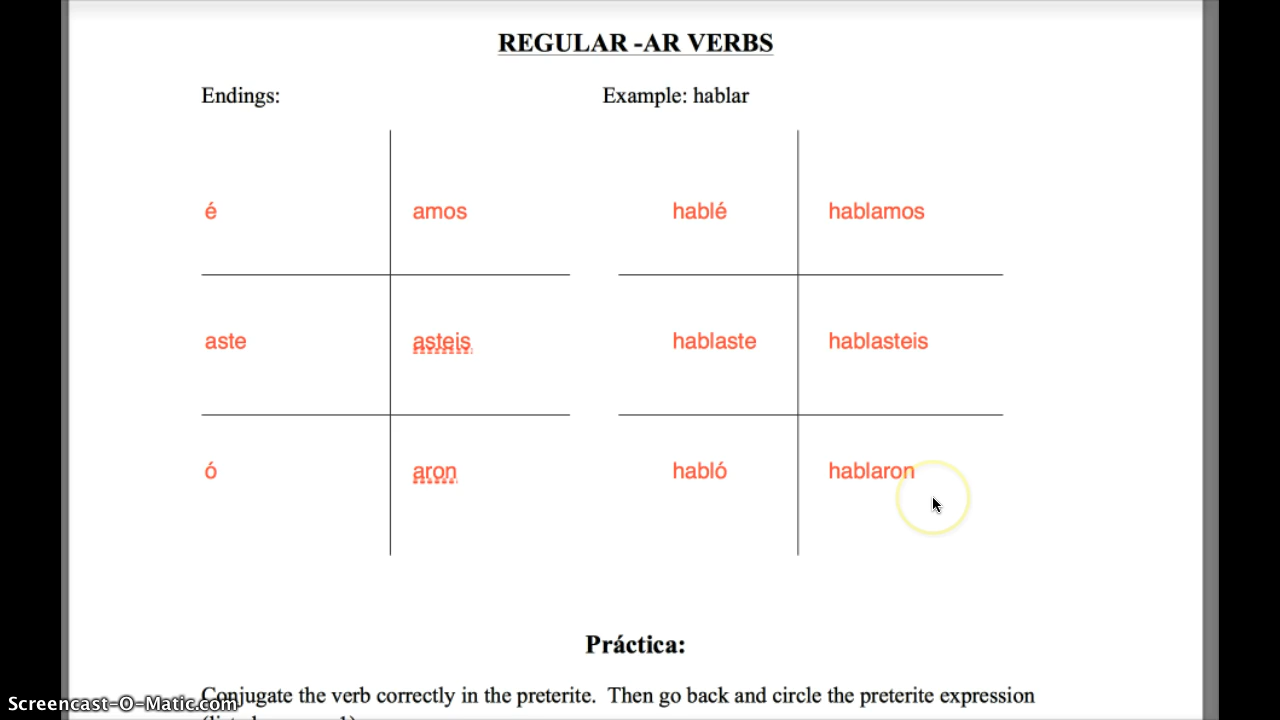 REGULAR -AR VERBS
Endings: Example: hablar
é amos hablé hablamos
aste asteis hablaste hablasteis
ó aron habló hablaron
Práctica:
Conjugate the verb correctly in the preterite. Then go back and circle the preterite expression
Screencast-O-Matic.com